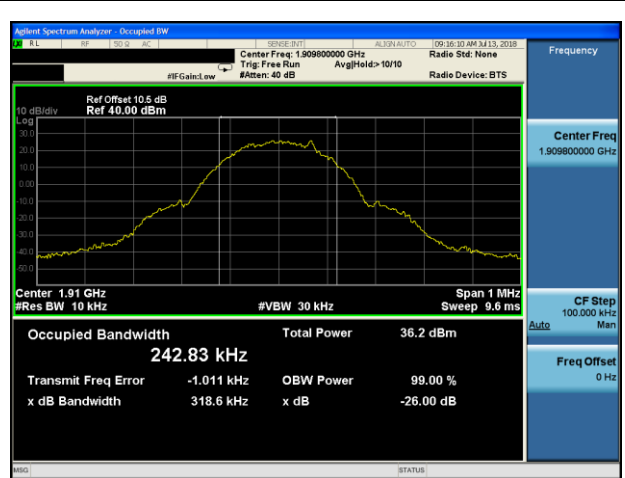 Agilent Spectrum Analyzer - Occupied BW
RL RF 50 Ω AC SENSE:INT ALIGN AUTO 09:16:10 AM Jul 13, 2018
Center Freq: 1.909800000 GHz Radio Std: None
Trig: Free Run Avg|Hold:>10/10
#IFGain:Low #Atten: 40 dB Radio Device: BTS
Frequency
Ref Offset 10.5 dB
10 dB/div Ref 40.00 dBm
Log
30.0
20.0
10.0
0.00
-10.0
-20.0
-30.0
-40.0
-50.0
Center 1.91 GHz Span 1 MHz
#Res BW 10 kHz #VBW 30 kHz Sweep 9.6 ms
Occupied Bandwidth Total Power 36.2 dBm
242.83 kHz
Transmit Freq Error -1.011 kHz OBW Power 99.00 %
x dB Bandwidth 318.6 kHz x dB -26.00 dB
Center Freq
1.909800000 GHz
CF Step
100.000 kHz
Auto Man
Freq Offset
0 Hz
MSG STATUS